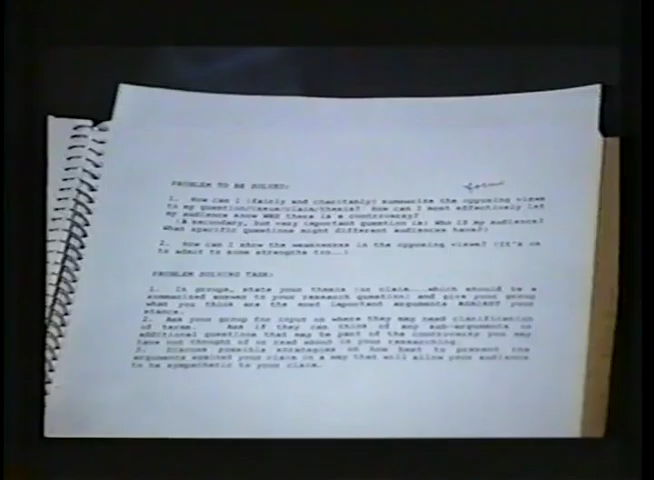 PROBLEM TO BE SOLVED:
1. How can I (fairly and charitably) summarize the opposing views
to my question/issue/claim/thesis? How can I most effectively let
my audience know WHY there is a controversy?
(A secondary, but very important question is: Who IS my audience?
What specific questions might different audiences have?)
2. How can I show the weaknesses in the opposing views? (It's ok
to admit to some strengths too...)
PROBLEM SOLVING TASK:
1. In groups, state your thesis (or claim...which should be a
summarized answer to your research question) and give your group
what you think are the most important arguments AGAINST your
stance.
2. Ask your group for input on where they may need clarification
of terms. Ask if they can think of any sub-arguments or
additional questions that may be part of the controversy you may
have not thought of or read about in your researching.
3. Discuss possible strategies on how best to present the
arguments against your claim in a way that will allow your audience
to be sympathetic to your claim.